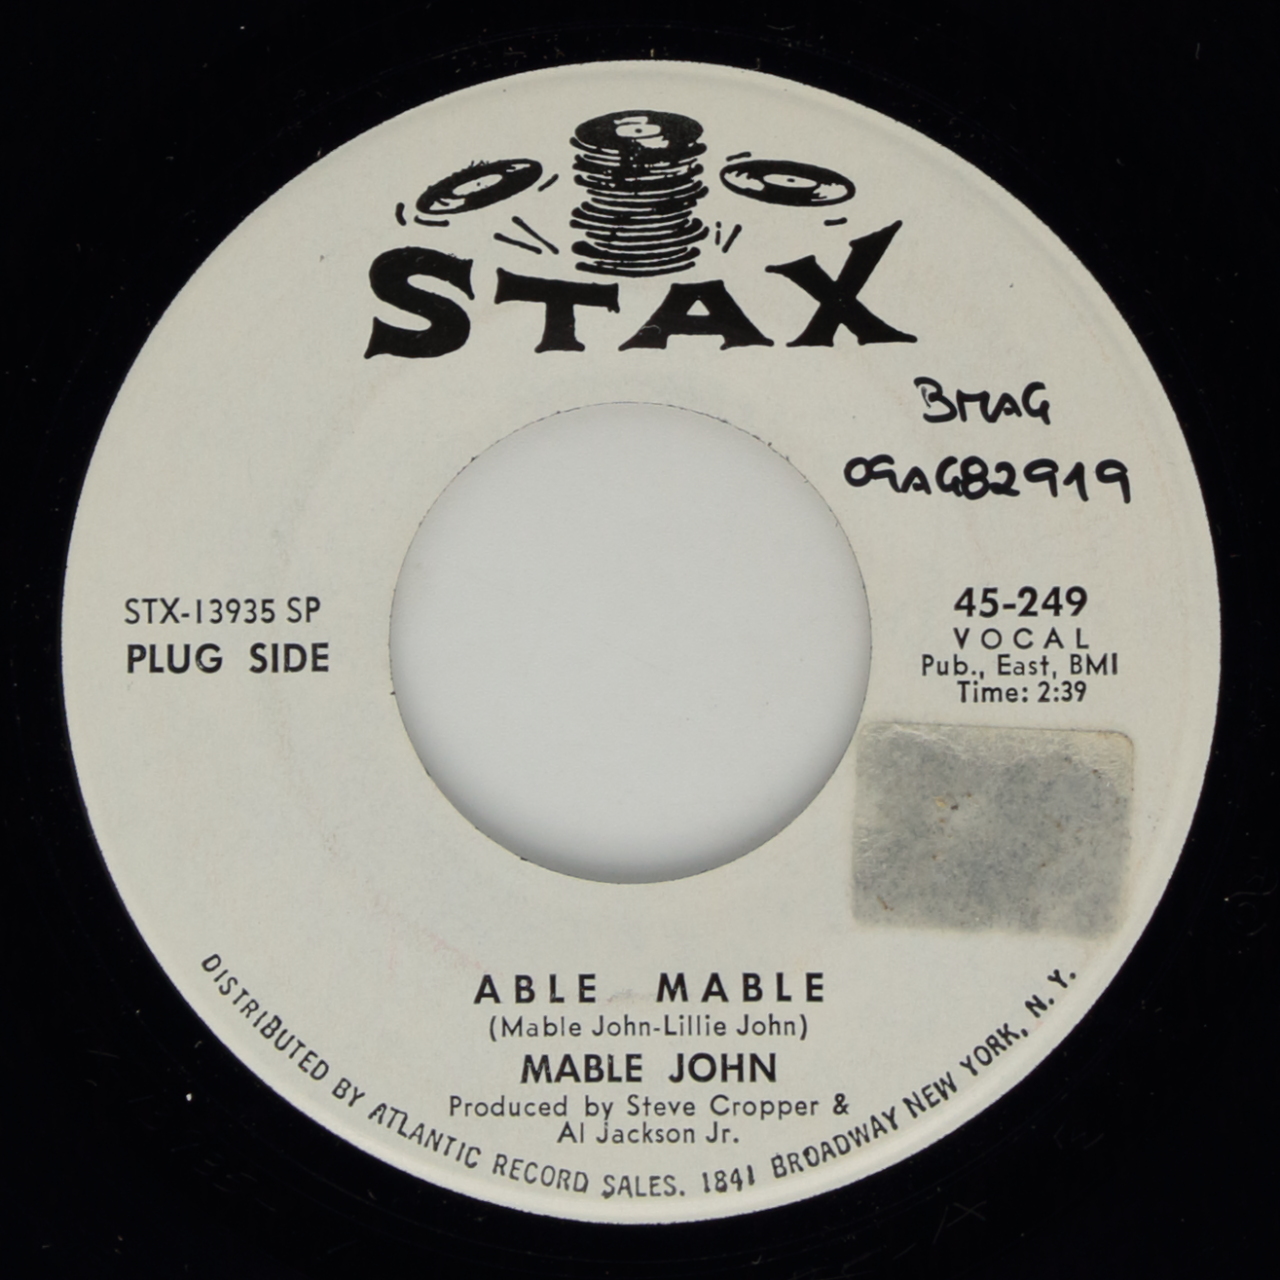 STAX
BMAG
09AG82919
STX-13935 SP
PLUG SIDE
45-249
VOCAL
Pub., East, BMI
Time: 2:39
ABLE MABLE
(Mable John-Lillie John)
MABLE JOHN
Produced by Steve Cropper &
Al Jackson Jr.
DISTRIBUTED BY ATLANTIC RECORD SALES. 1841 BROADWAY NEW YORK, N. Y.